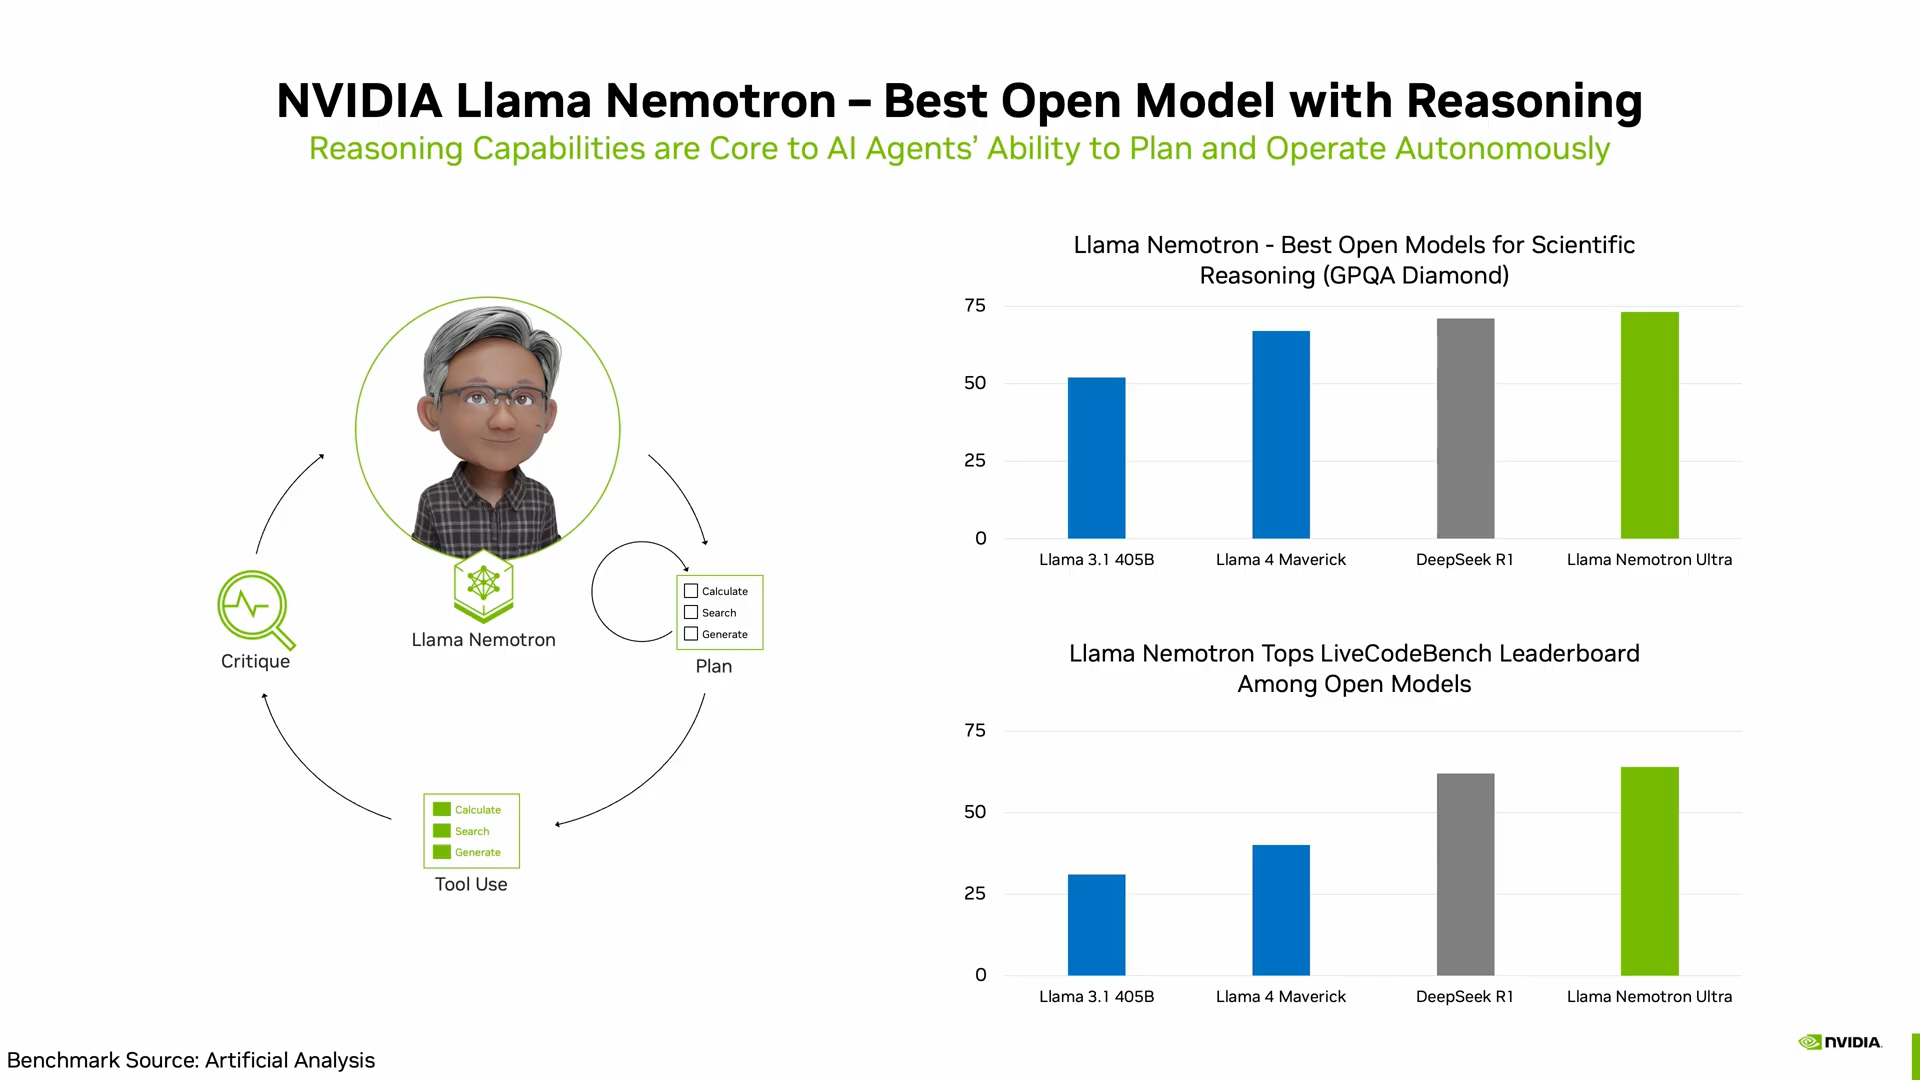 NVIDIA Llama Nemotron – Best Open Model with Reasoning
Reasoning Capabilities are Core to AI Agents’ Ability to Plan and Operate Autonomously
Llama Nemotron
Calculate
Search
Generate
Plan
Calculate
Search
Generate
Tool Use
Critique
Llama Nemotron - Best Open Models for Scientific
Reasoning (GPQA Diamond)
75
50
25
0
Llama 3.1 405B
Llama 4 Maverick
DeepSeek R1
Llama Nemotron Ultra
Llama Nemotron Tops LiveCodeBench Leaderboard
Among Open Models
75
50
25
0
Llama 3.1 405B
Llama 4 Maverick
DeepSeek R1
Llama Nemotron Ultra
Benchmark Source: Artificial Analysis
NVIDIA.